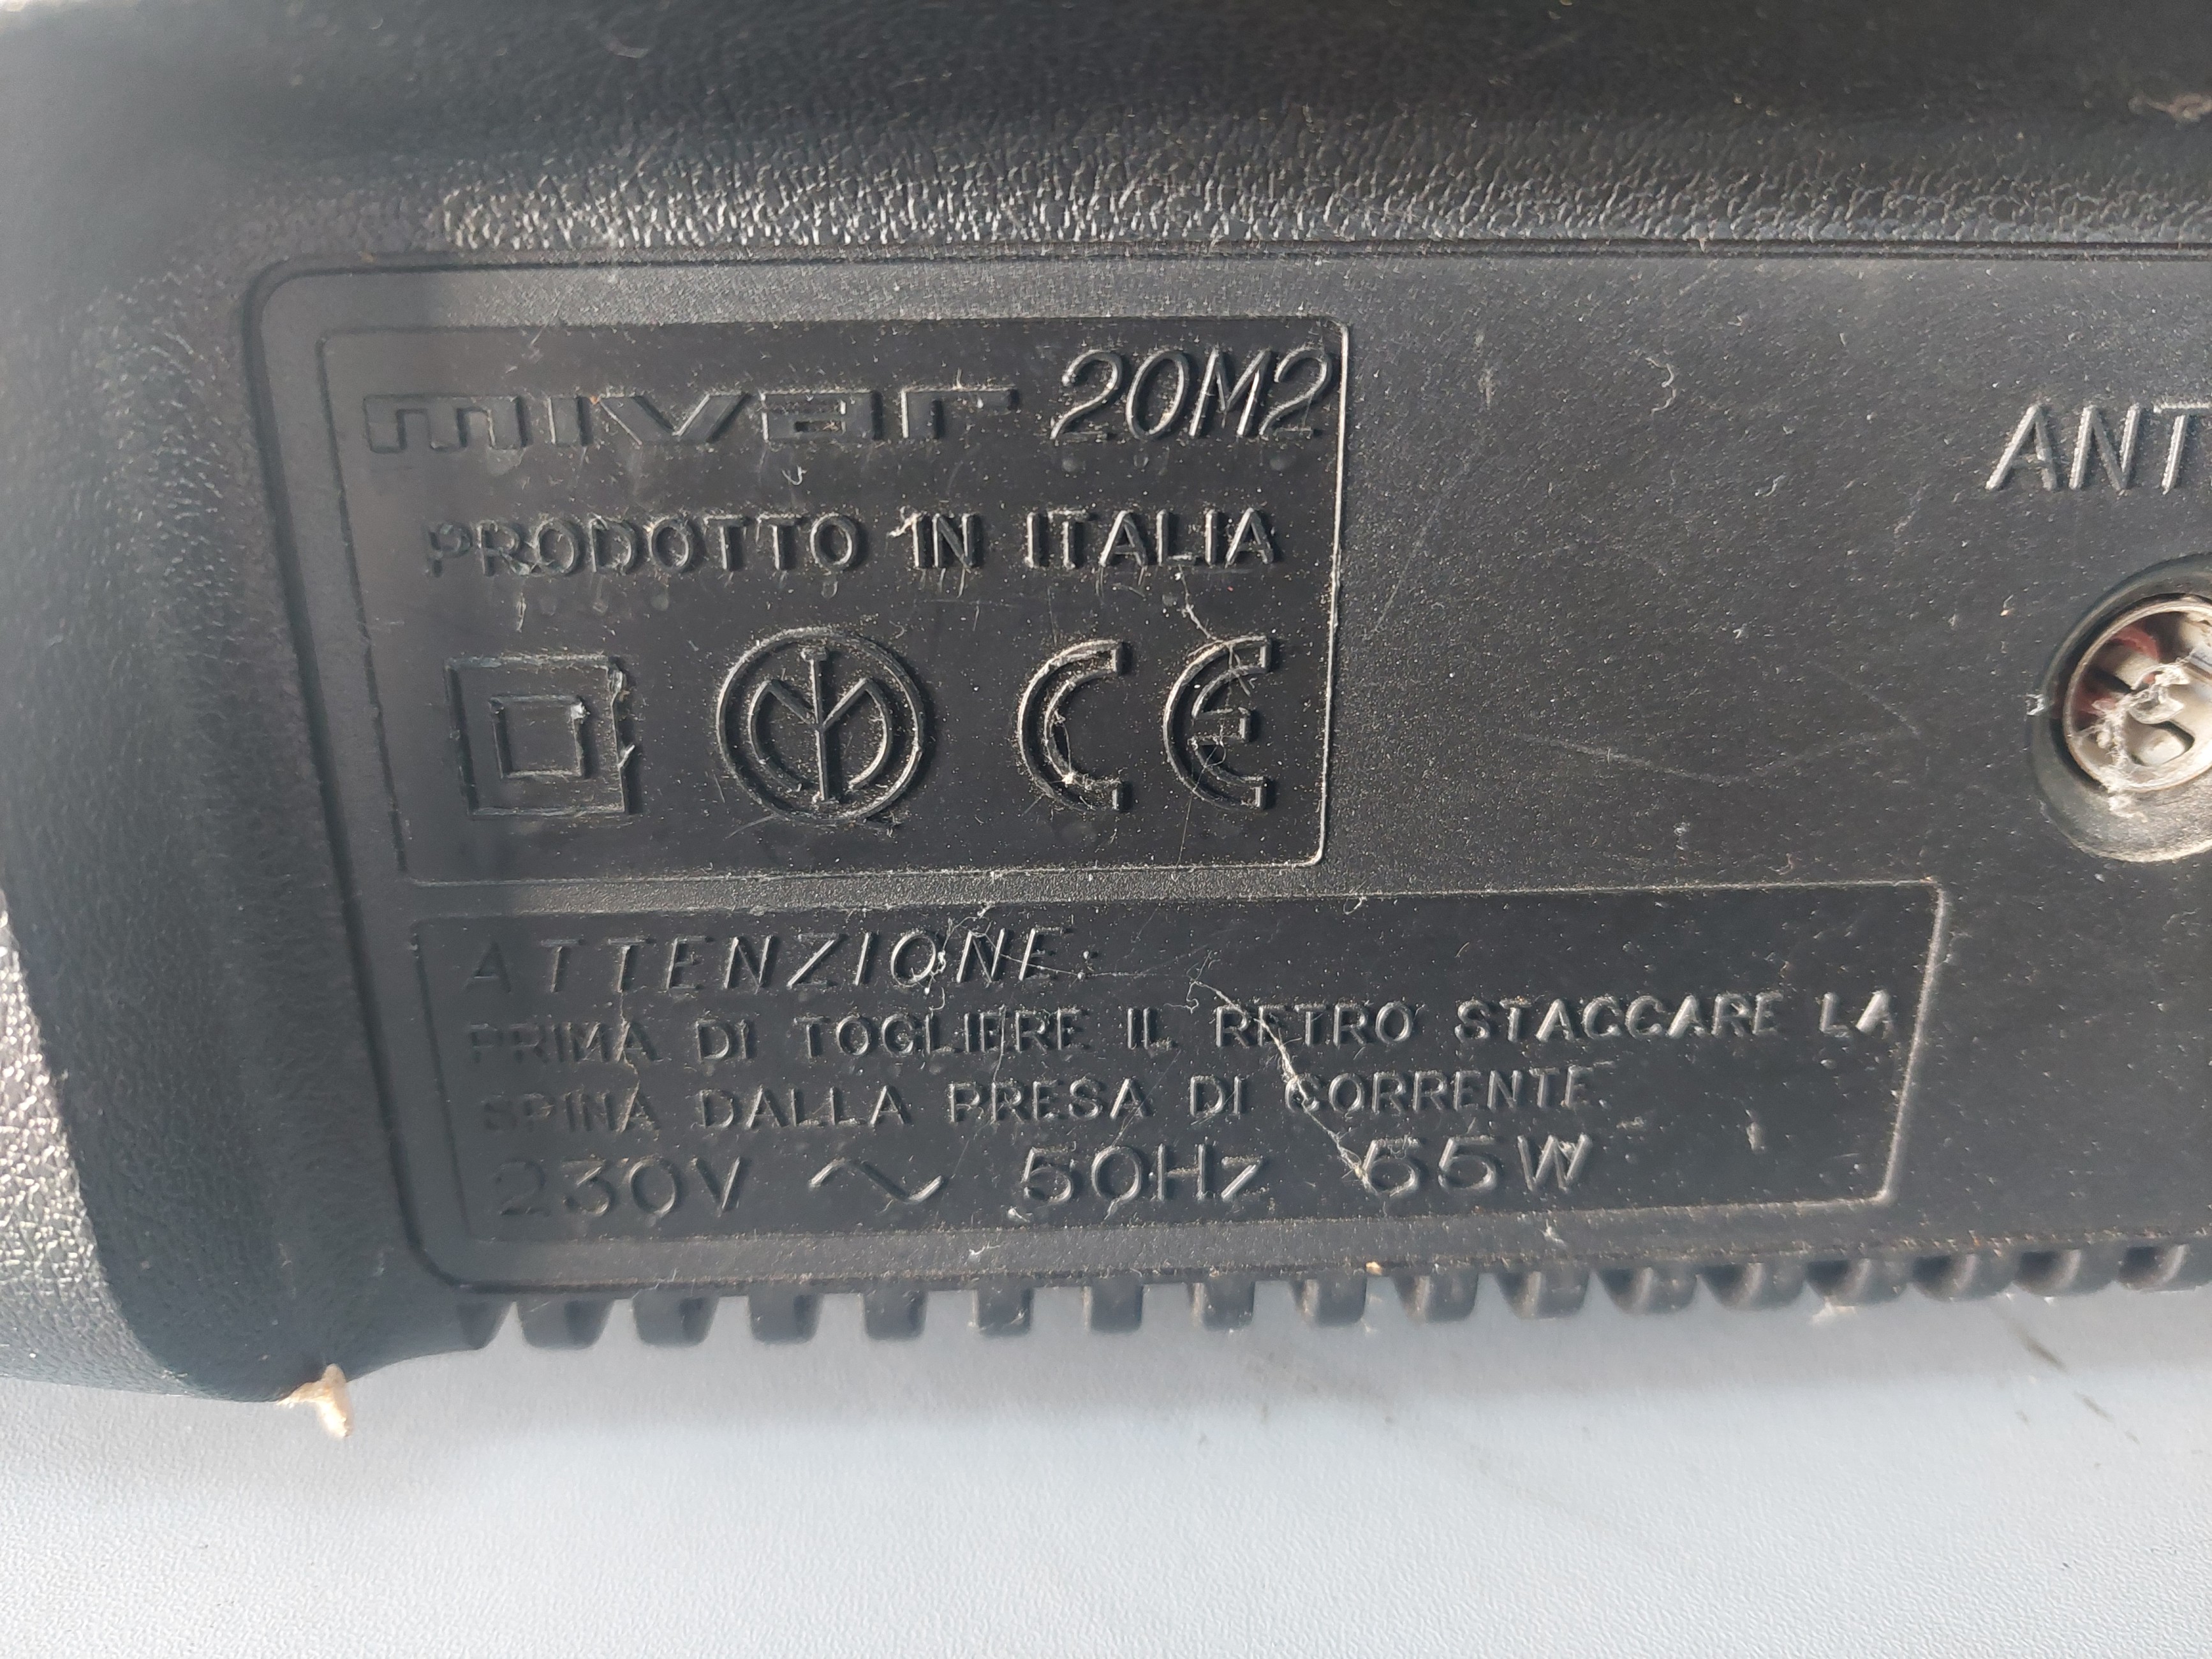 mivar 20M2
PRODOTTO IN ITALIA
CE
ANT
ATTENZIONE:
PRIMA DI TOGLIERE IL RETRO STACCARE LA
SPINA DALLA PRESA DI CORRENTE.
230V ~ 50Hz 55W